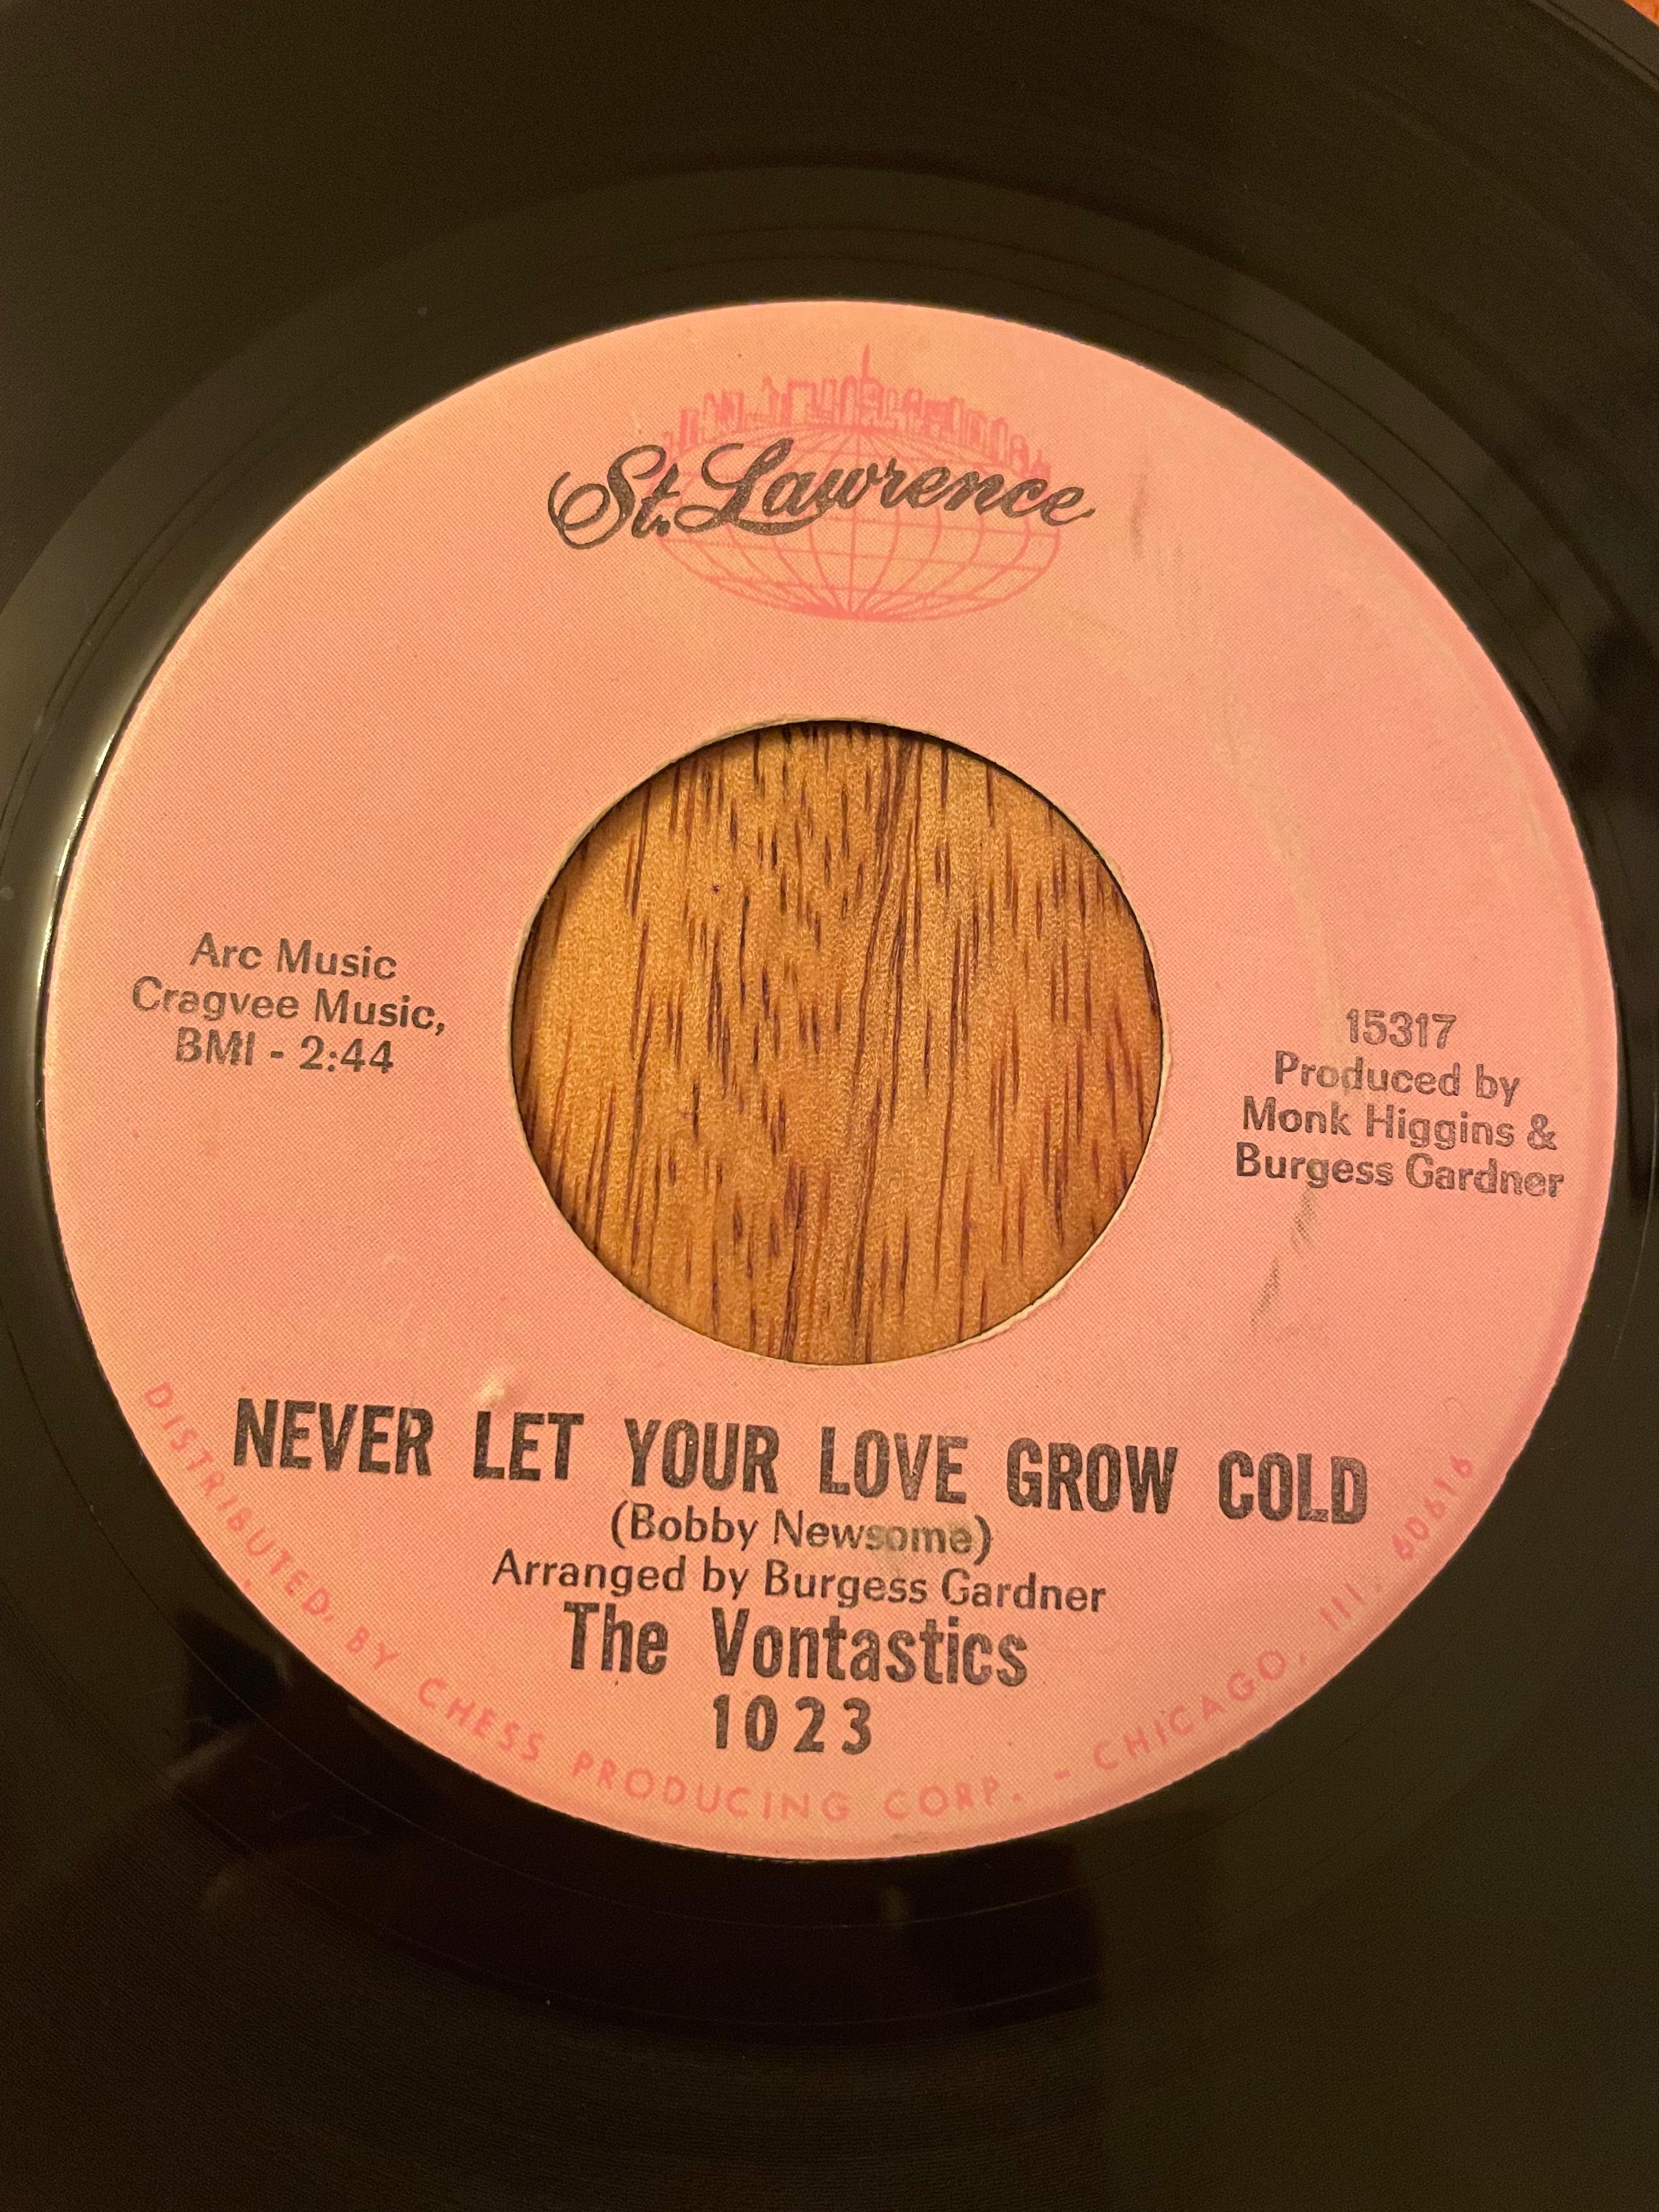 St. Lawrence
Arc Music
Cragvee Music,
BMI - 2:44
15317
Produced by
Monk Higgins &
Burgess Gardner
NEVER LET YOUR LOVE GROW COLD
(Bobby Newsome)
Arranged by Burgess Gardner
The Vontastics
1023
DISTRIBUTED BY CHESS PRODUCING CORP. - CHICAGO, Ill. 60616